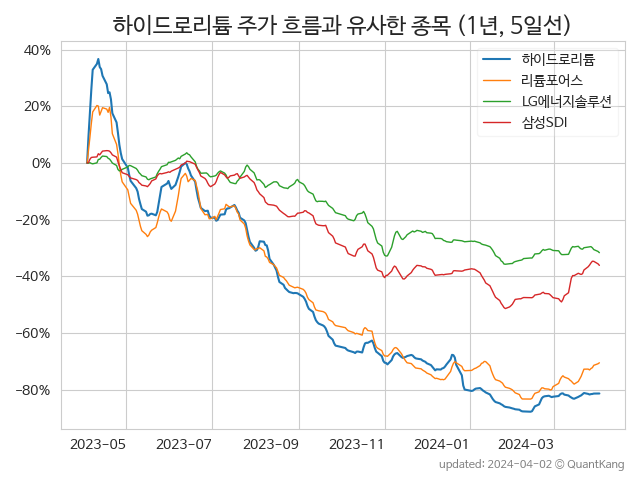 하이드로리튬 주가 흐름과 유사한 종목 (1년, 5일선)
하이드로리튬
리튬포어스
LG에너지솔루션
삼성SDI
40%
20%
0%
−20%
−40%
−60%
−80%
2023-05 2023-07 2023-09 2023-11 2024-01 2024-03
updated: 2024-04-02 © QuantKang